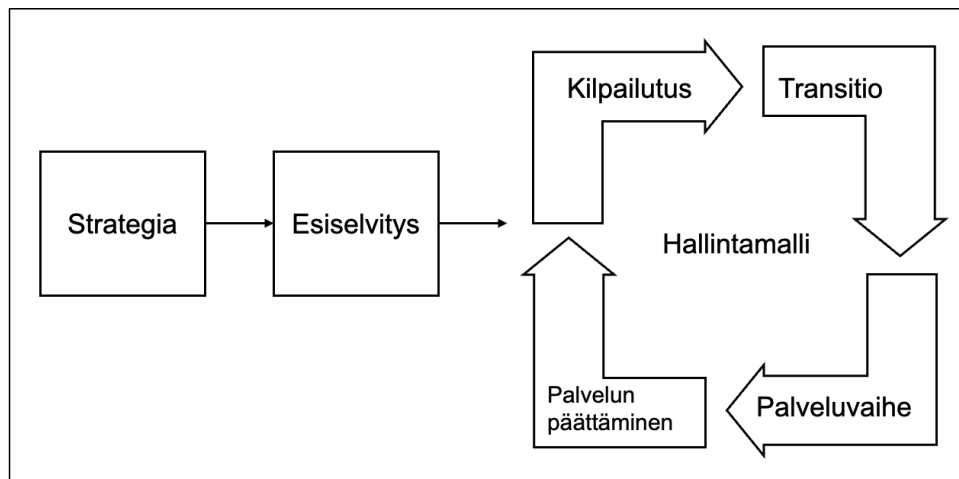 Strategia
Esiselvitys
Kilpailutus
Transitio
Hallintamalli
Palveluvaihe
Palvelun
päättäminen